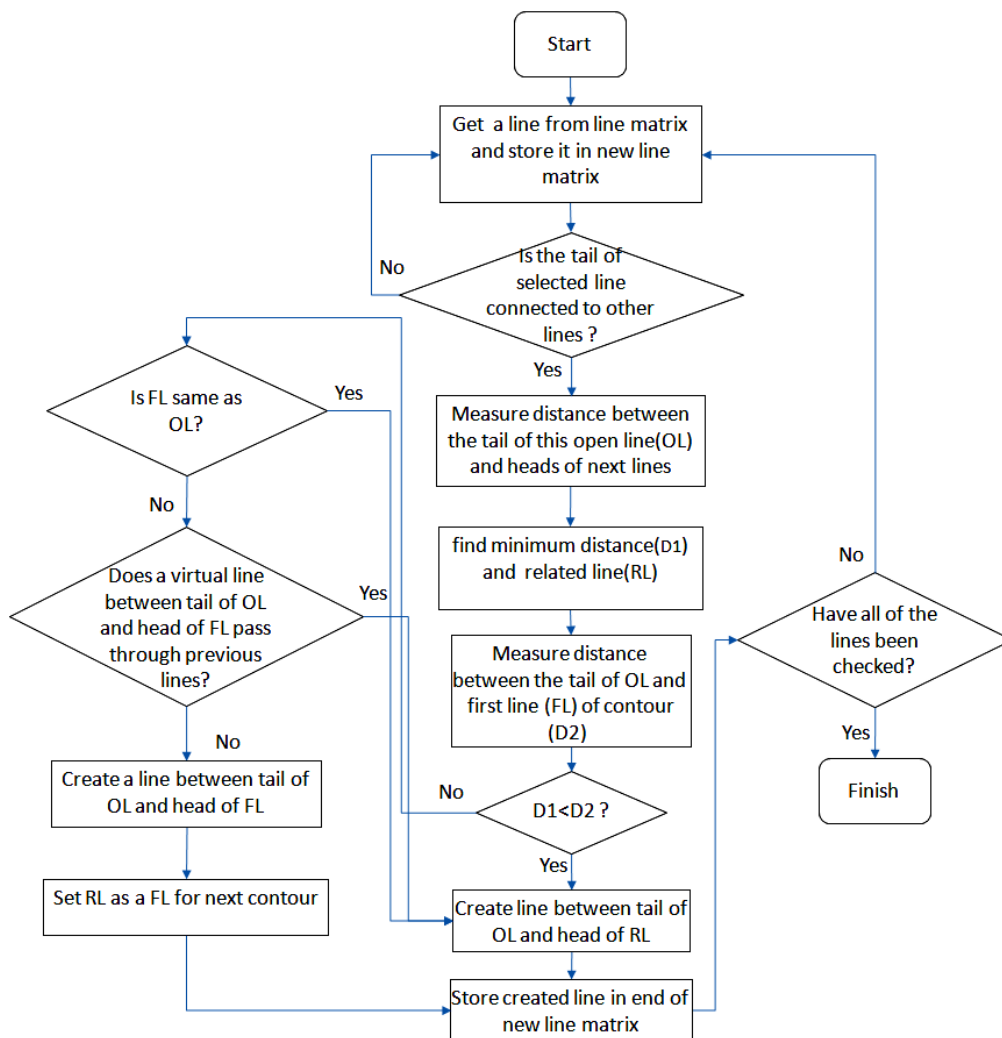 Start
Get a line from line matrix
and store it in new line
matrix
Is the tail of
selected line
connected to other
lines ?
No
Yes
Measure distance between
the tail of this open line(OL)
and heads of next lines
find minimum distance(D1)
and related line(RL)
Measure distance
between the tail of OL and
first line (FL) of contour
(D2)
D1<D2 ?
No
Yes
Is FL same as
OL?
Yes
No
Does a virtual line
between tail of OL
and head of FL pass
through previous
lines?
Yes
No
Create a line between tail of
OL and head of FL
Set RL as a FL for next contour
Create line between tail of
OL and head of RL
Store created line in end of
new line matrix
Have all of the
lines been
checked?
No
Yes
Finish